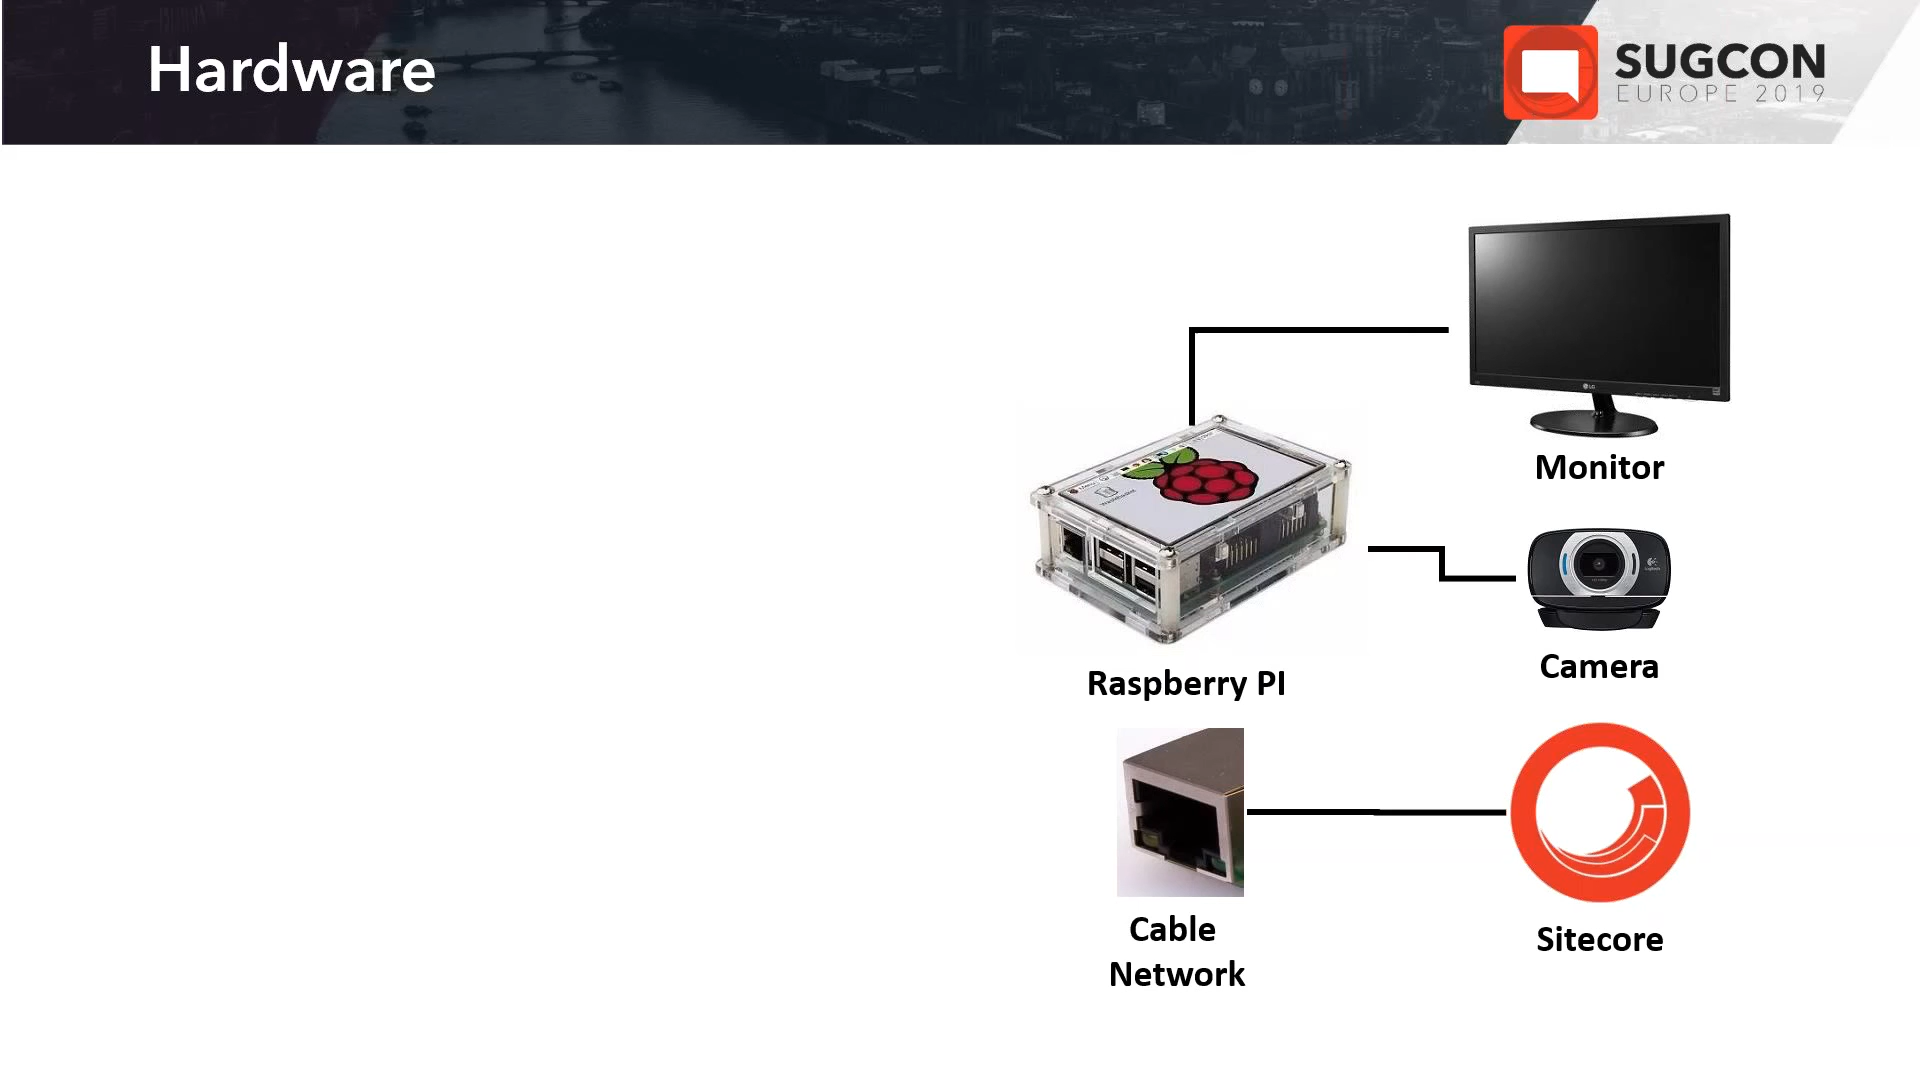 Hardware
SUGCON
EUROPE 2019
Monitor
Camera
Raspberry PI
Cable
Network
Sitecore